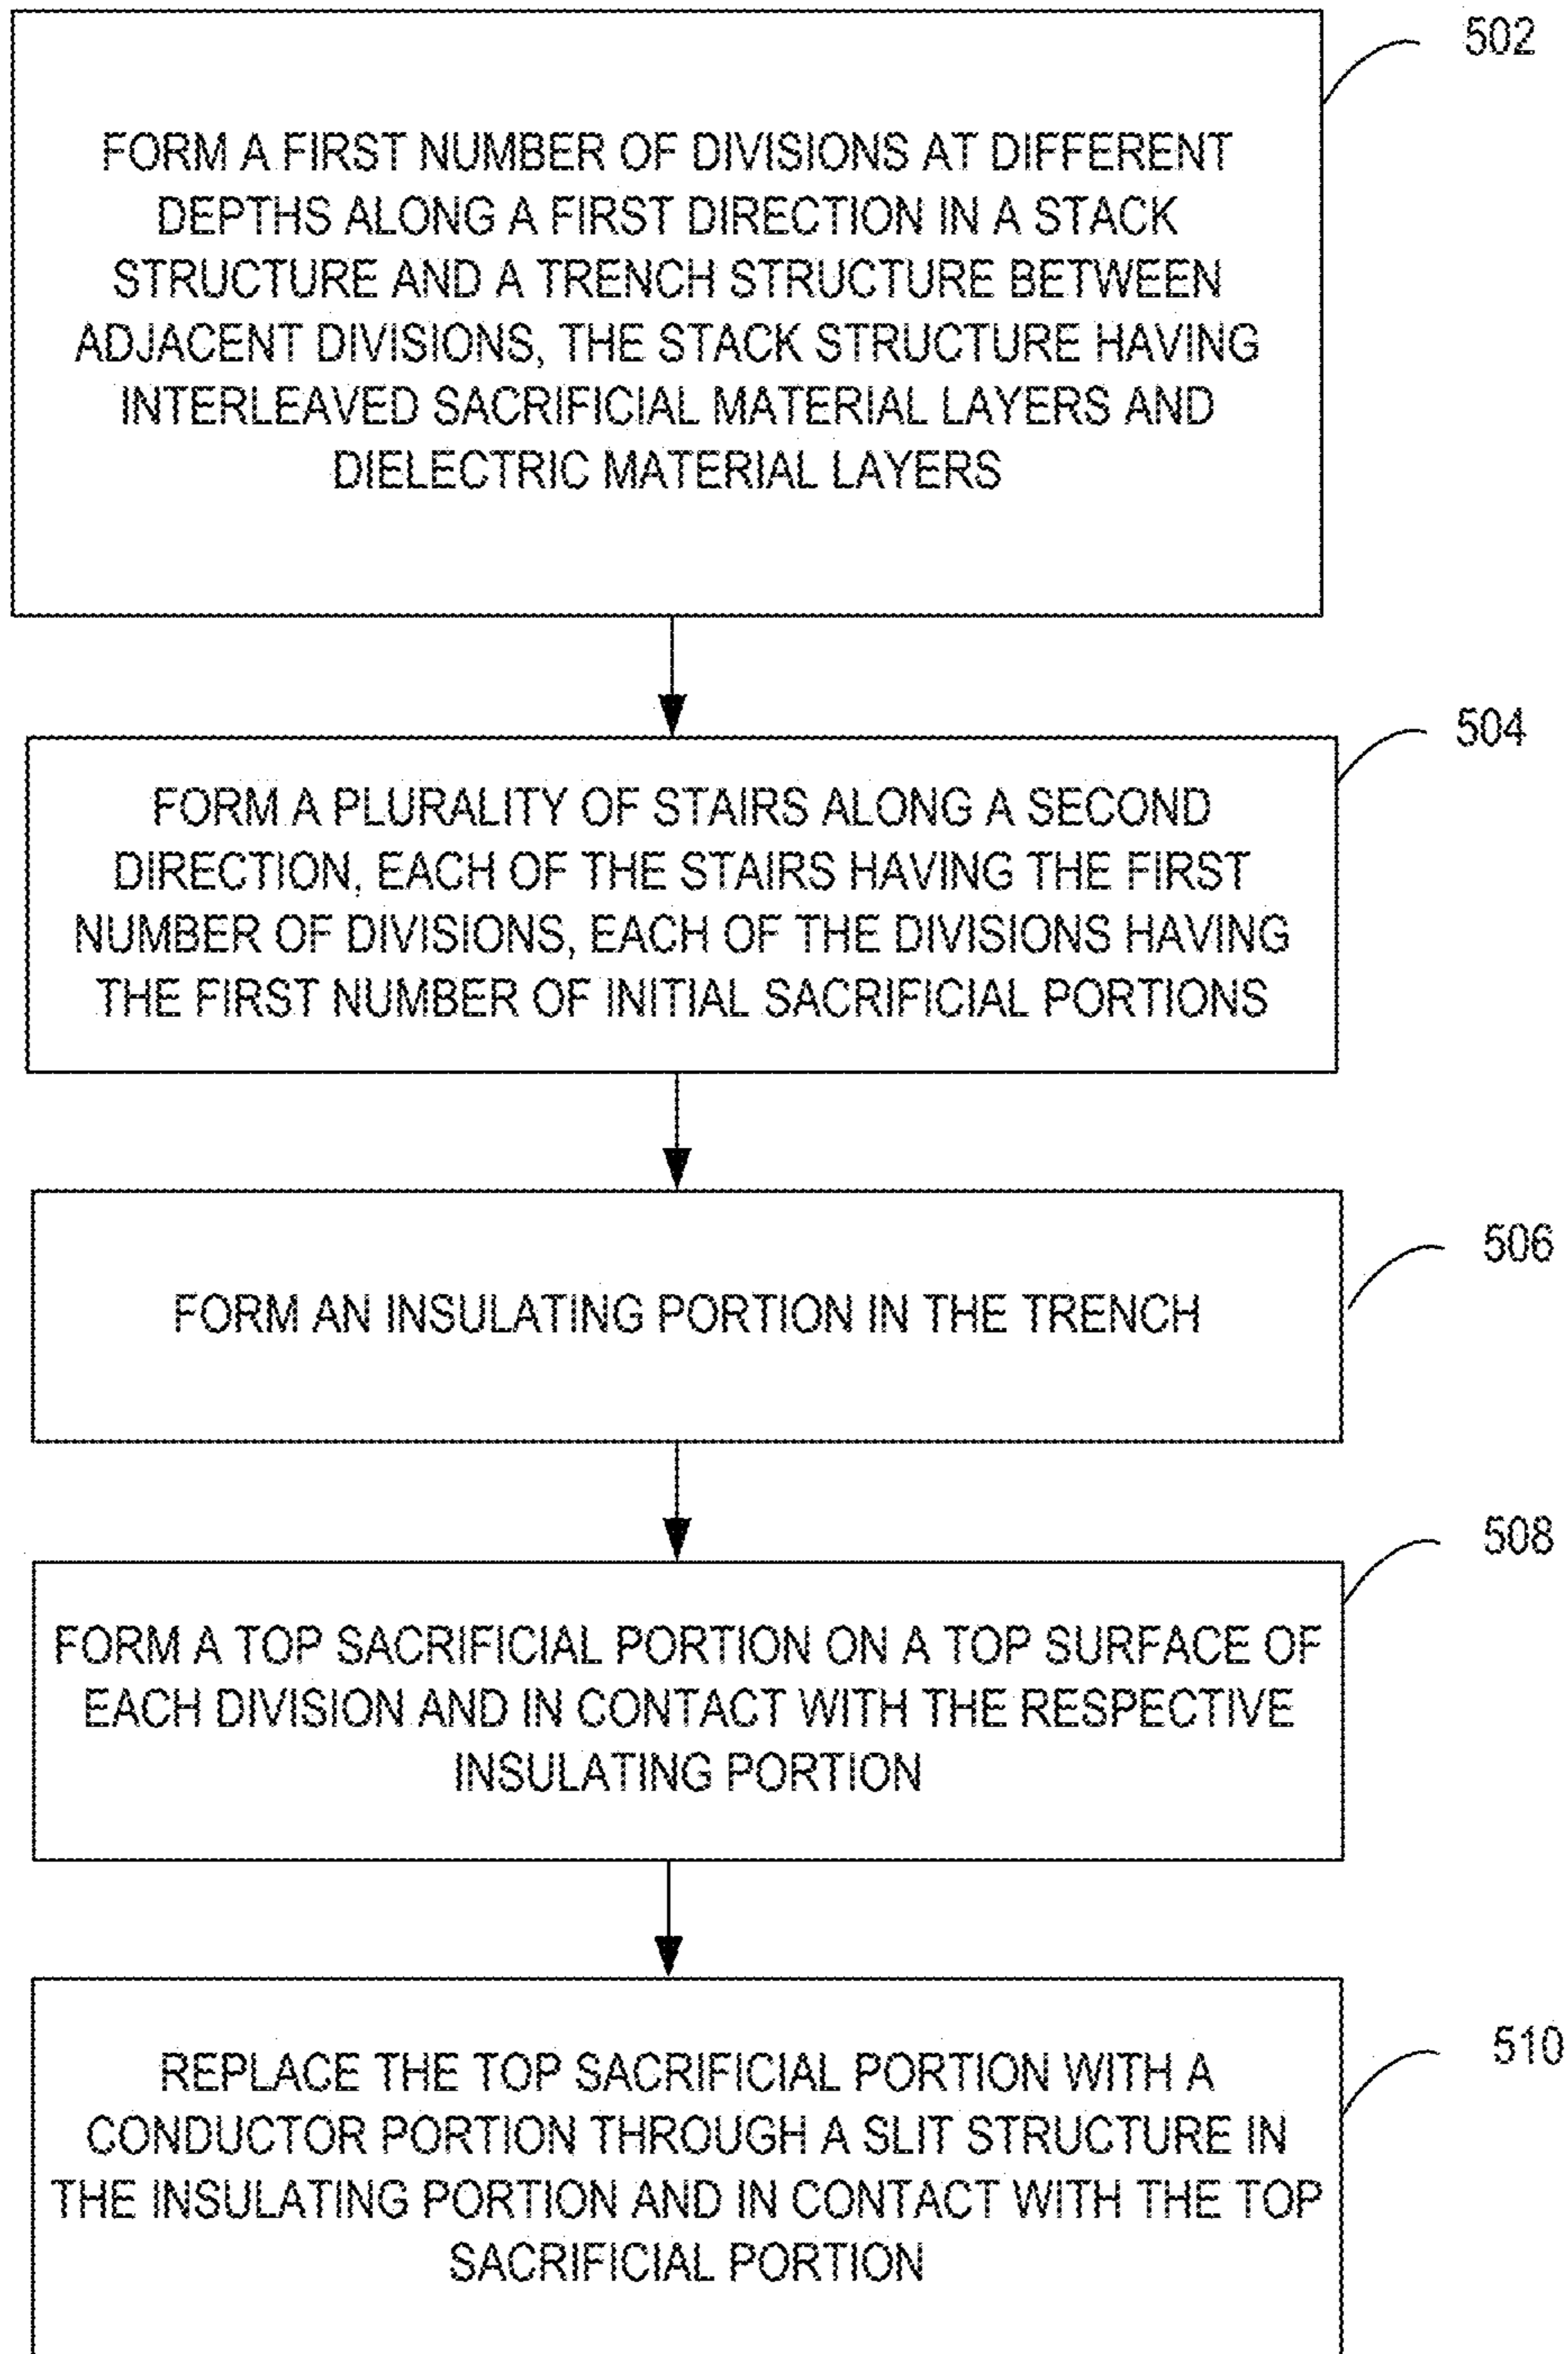 502
FORM A FIRST NUMBER OF DIVISIONS AT DIFFERENT
DEPTHS ALONG A FIRST DIRECTION IN A STACK
STRUCTURE AND A TRENCH STRUCTURE BETWEEN
ADJACENT DIVISIONS, THE STACK STRUCTURE HAVING
INTERLEAVED SACRIFICIAL MATERIAL LAYERS AND
DIELECTRIC MATERIAL LAYERS
504
FORM A PLURALITY OF STAIRS ALONG A SECOND
DIRECTION, EACH OF THE STAIRS HAVING THE FIRST
NUMBER OF DIVISIONS, EACH OF THE DIVISIONS HAVING
THE FIRST NUMBER OF INITIAL SACRIFICIAL PORTIONS
506
FORM AN INSULATING PORTION IN THE TRENCH
508
FORM A TOP SACRIFICIAL PORTION ON A TOP SURFACE OF
EACH DIVISION AND IN CONTACT WITH THE RESPECTIVE
INSULATING PORTION
510
REPLACE THE TOP SACRIFICIAL PORTION WITH A
CONDUCTOR PORTION THROUGH A SLIT STRUCTURE IN
THE INSULATING PORTION AND IN CONTACT WITH THE TOP
SACRIFICIAL PORTION